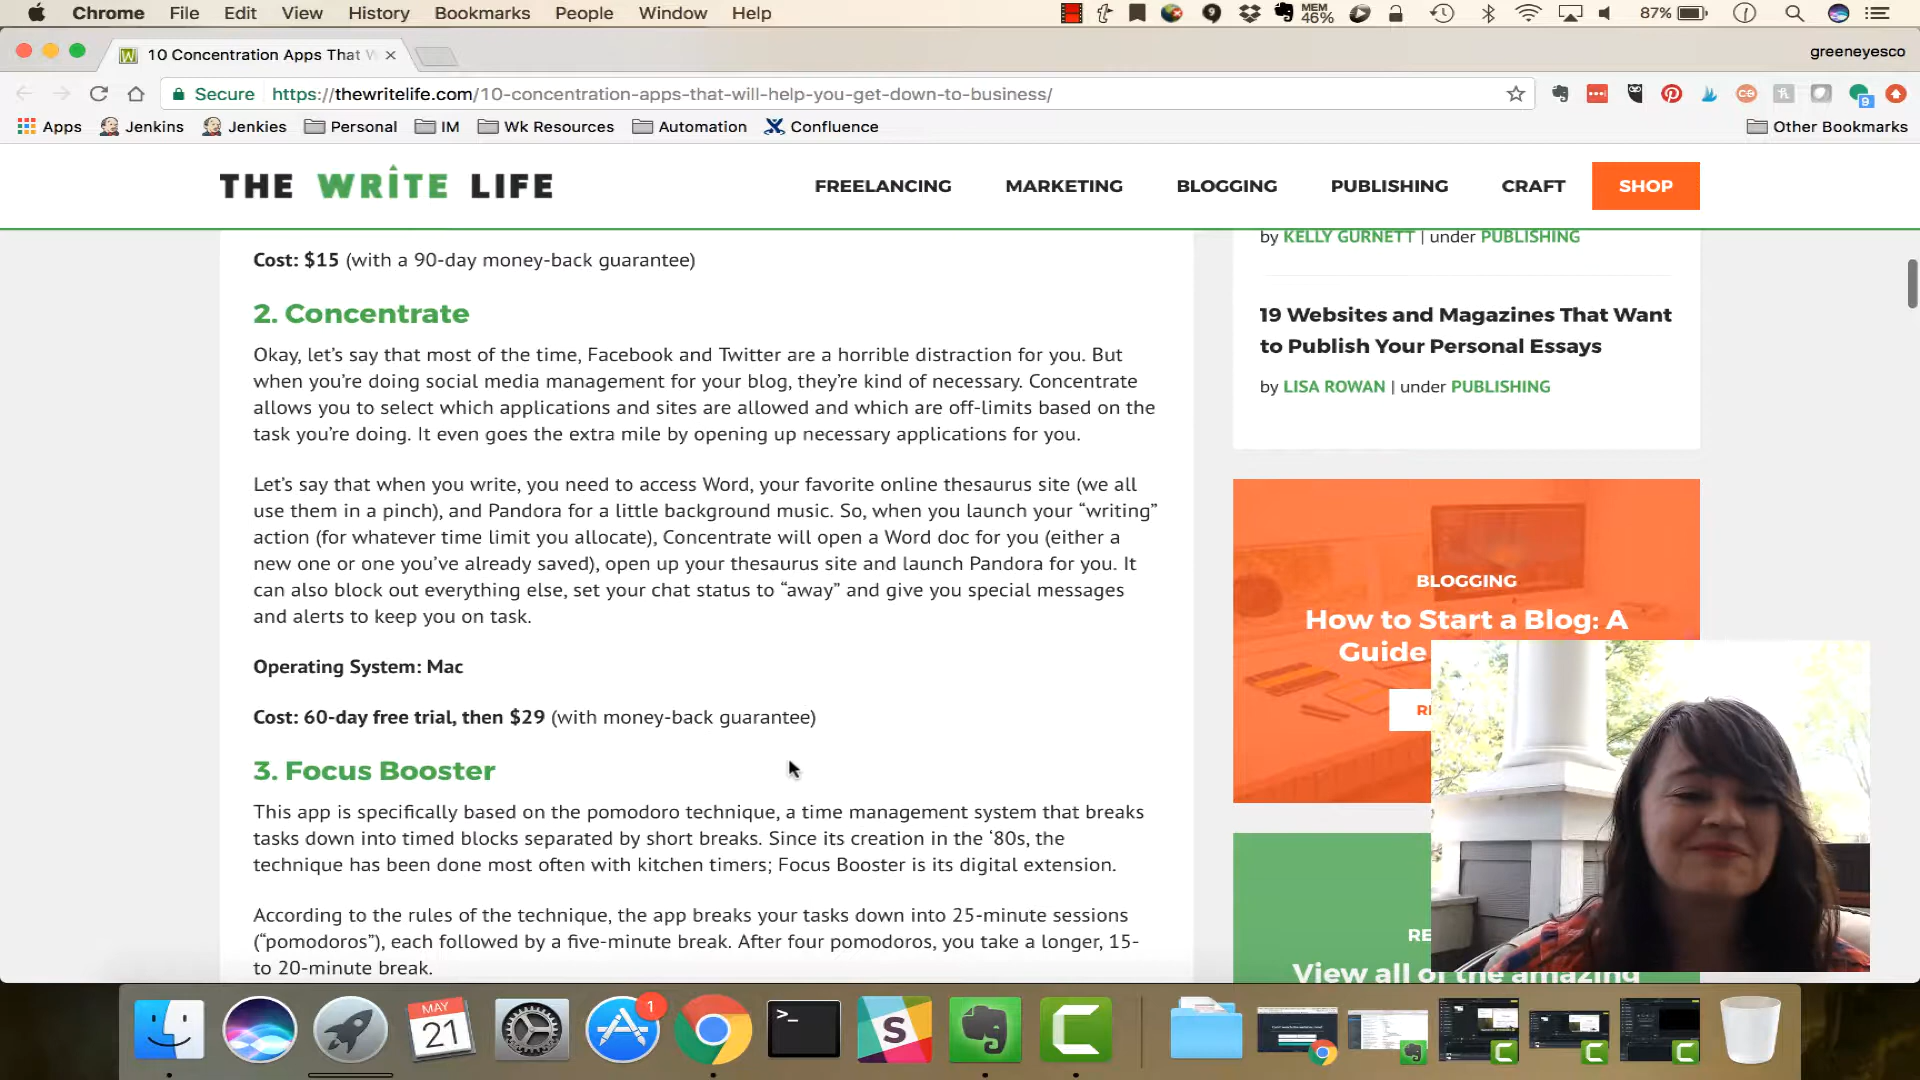 Chrome File Edit View History Bookmarks People Window Help
MEM
46%
87%
10 Concentration Apps That W
greeneyesco
Secure https://thewritelife.com/10-concentration-apps-that-will-help-you-get-down-to-business/
9
Apps Jenkins Jenkies Personal IM Wk Resources Automation Confluence Other Bookmarks
THE WRITE LIFE
FREELANCING MARKETING BLOGGING PUBLISHING CRAFT SHOP
Cost: $15 (with a 90-day money-back guarantee)
2. Concentrate
Okay, let's say that most of the time, Facebook and Twitter are a horrible distraction for you. But
when you're doing social media management for your blog, they're kind of necessary. Concentrate
allows you to select which applications and sites are allowed and which are off-limits based on the
task you're doing. It even goes the extra mile by opening up necessary applications for you.
Let's say that when you write, you need to access Word, your favorite online thesaurus site (we all
use them in a pinch), and Pandora for a little background music. So, when you launch your “writing”
action (for whatever time limit you allocate), Concentrate will open a Word doc for you (either a
new one or one you've already saved), open up your thesaurus site and launch Pandora for you. It
can also block out everything else, set your chat status to “away” and give you special messages
and alerts to keep you on task.
Operating System: Mac
Cost: 60-day free trial, then $29 (with money-back guarantee)
3. Focus Booster
This app is specifically based on the pomodoro technique, a time management system that breaks
tasks down into timed blocks separated by short breaks. Since its creation in the ‘80s, the
technique has been done most often with kitchen timers; Focus Booster is its digital extension.
According to the rules of the technique, the app breaks your tasks down into 25-minute sessions
(“pomodoros”), each followed by a five-minute break. After four pomodoros, you take a longer, 15-
to 20-minute break.
by KELLY GURNETT | under PUBLISHING
19 Websites and Magazines That Want
to Publish Your Personal Essays
by LISA ROWAN | under PUBLISHING
BLOGGING
How to Start a Blog: A
Guide
RE
View all of the amazing
MAY
21
1
>_
S
C